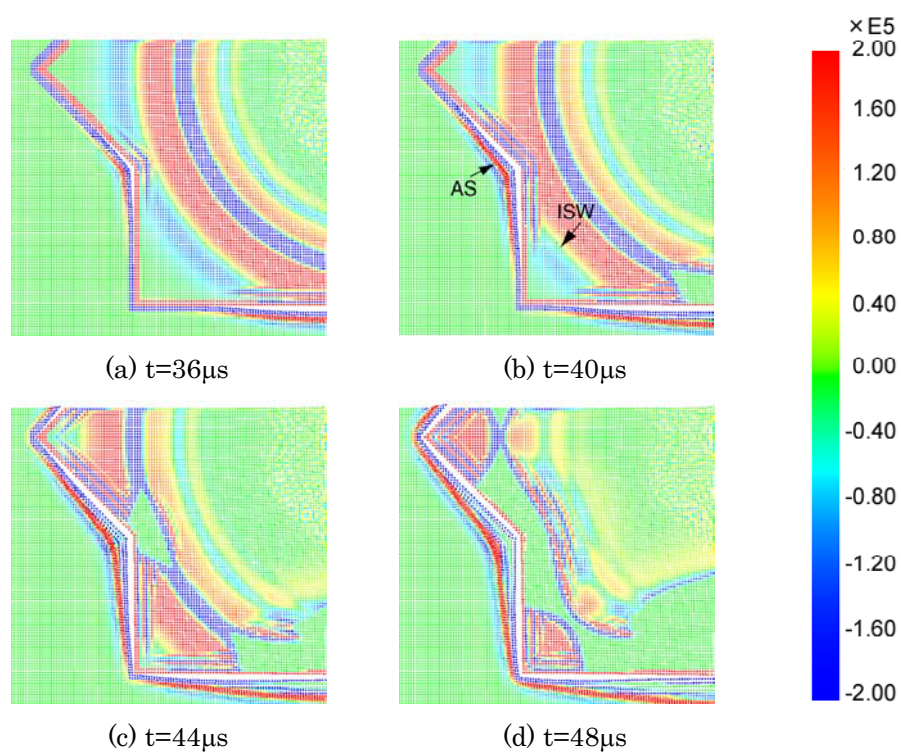 ×E5
2.00
1.60
1.20
0.80
0.40
0.00
-0.40
-0.80
-1.20
-1.60
-2.00
AS
ISW
(a) t=36μs
(b) t=40μs
(c) t=44μs
(d) t=48μs